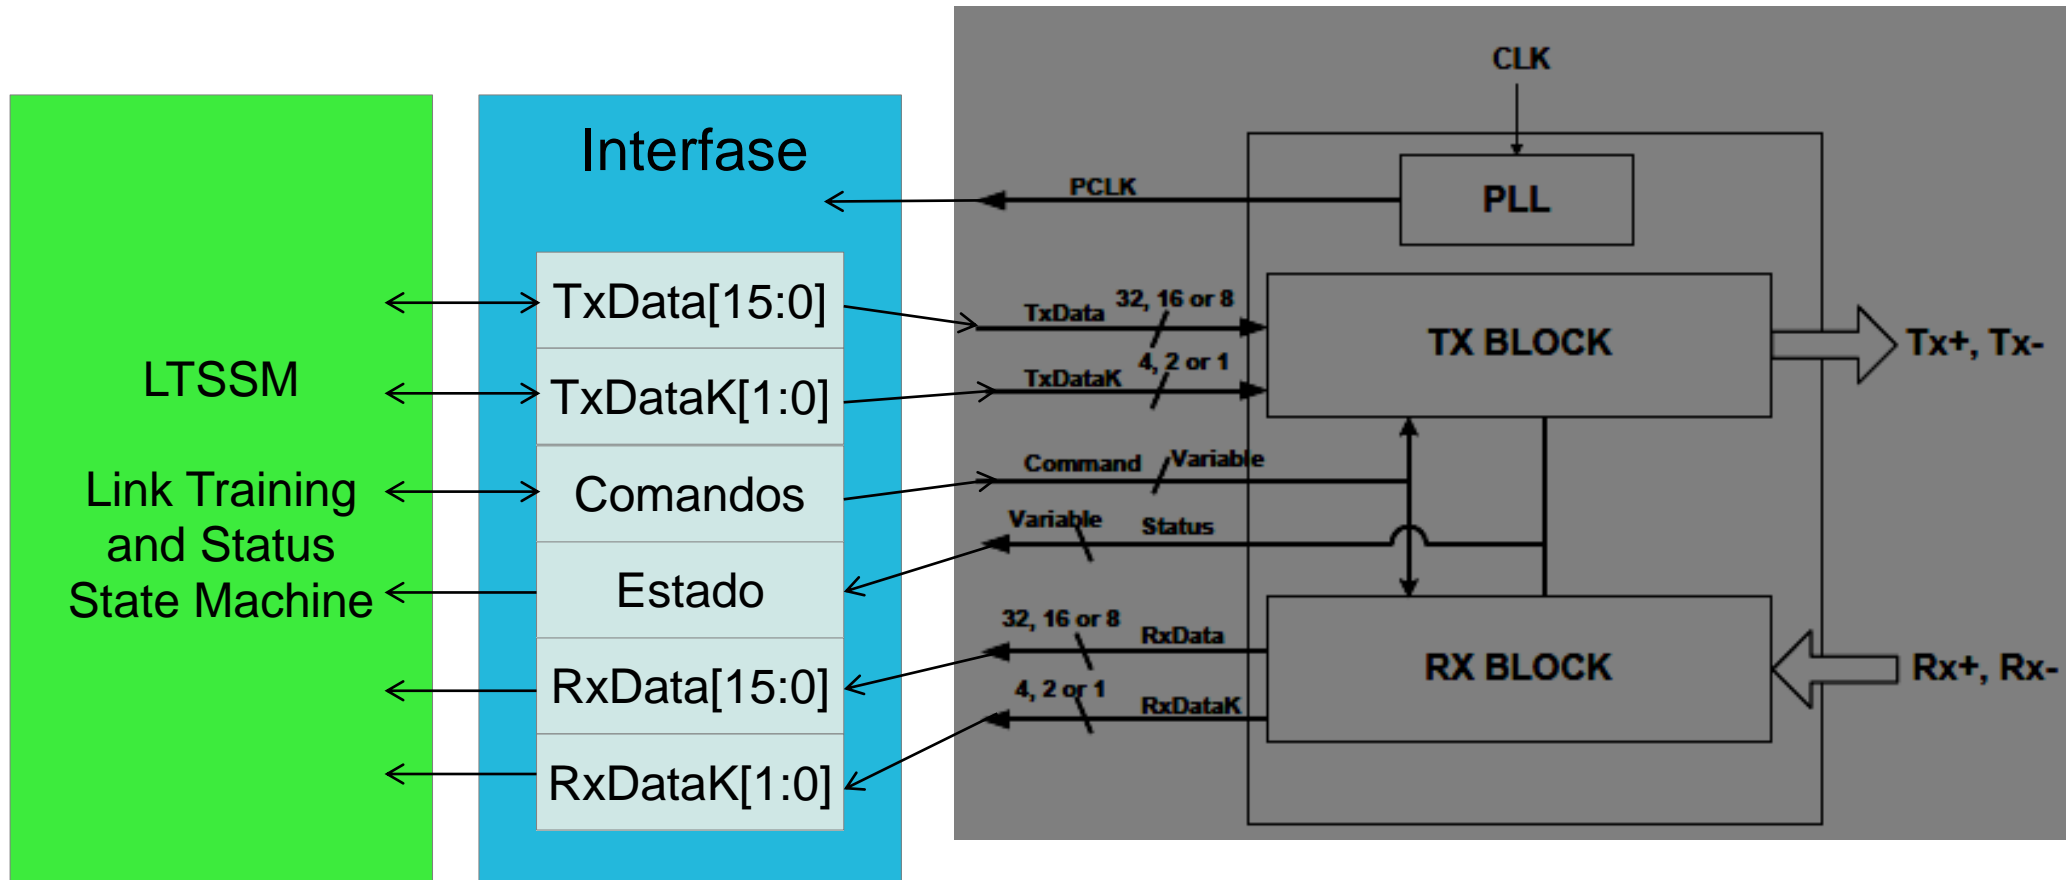 LTSSM
Link Training
and Status
State Machine
Interfase
TxData[15:0]
TxDataK[1:0]
Comandos
Estado
RxData[15:0]
RxDataK[1:0]
CLK
PCLK
PLL
TxData 32, 16 or 8
TxDataK 4, 2 or 1
TX BLOCK
Tx+, Tx-
Command Variable
Variable Status
32, 16 or 8 RxData
4, 2 or 1 RxDataK
RX BLOCK
Rx+, Rx-